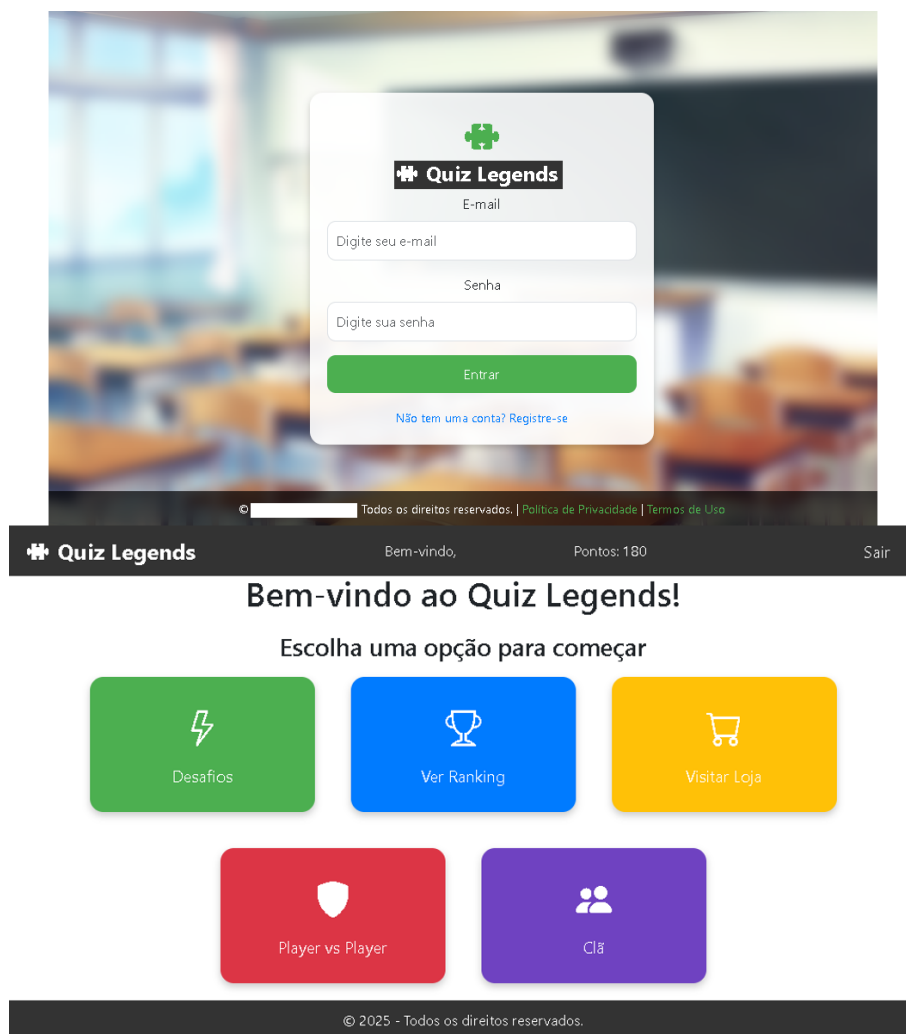 Quiz Legends
E-mail
Digite seu e-mail
Senha
Digite sua senha
Entrar
Não tem uma conta? Registre-se
© Todos os direitos reservados. | Política de Privacidade | Termos de Uso
Quiz Legends Bem-vindo, Pontos: 180 Sair
Bem-vindo ao Quiz Legends!
Escolha uma opção para começar
Desafios Ver Ranking Visitar Loja
Player vs Player Clã
© 2025 - Todos os direitos reservados.